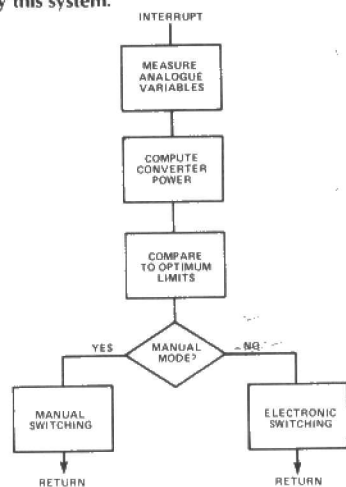 y this system.
INTERRUPT
MEASURE
ANALOGUE
VARIABLES
COMPUTE
CONVERTER
POWER
COMPARE
TO OPTIMUM
LIMITS
YES
MANUAL
MODE?
NO
MANUAL
SWITCHING
ELECTRONIC
SWITCHING
RETURN
RETURN